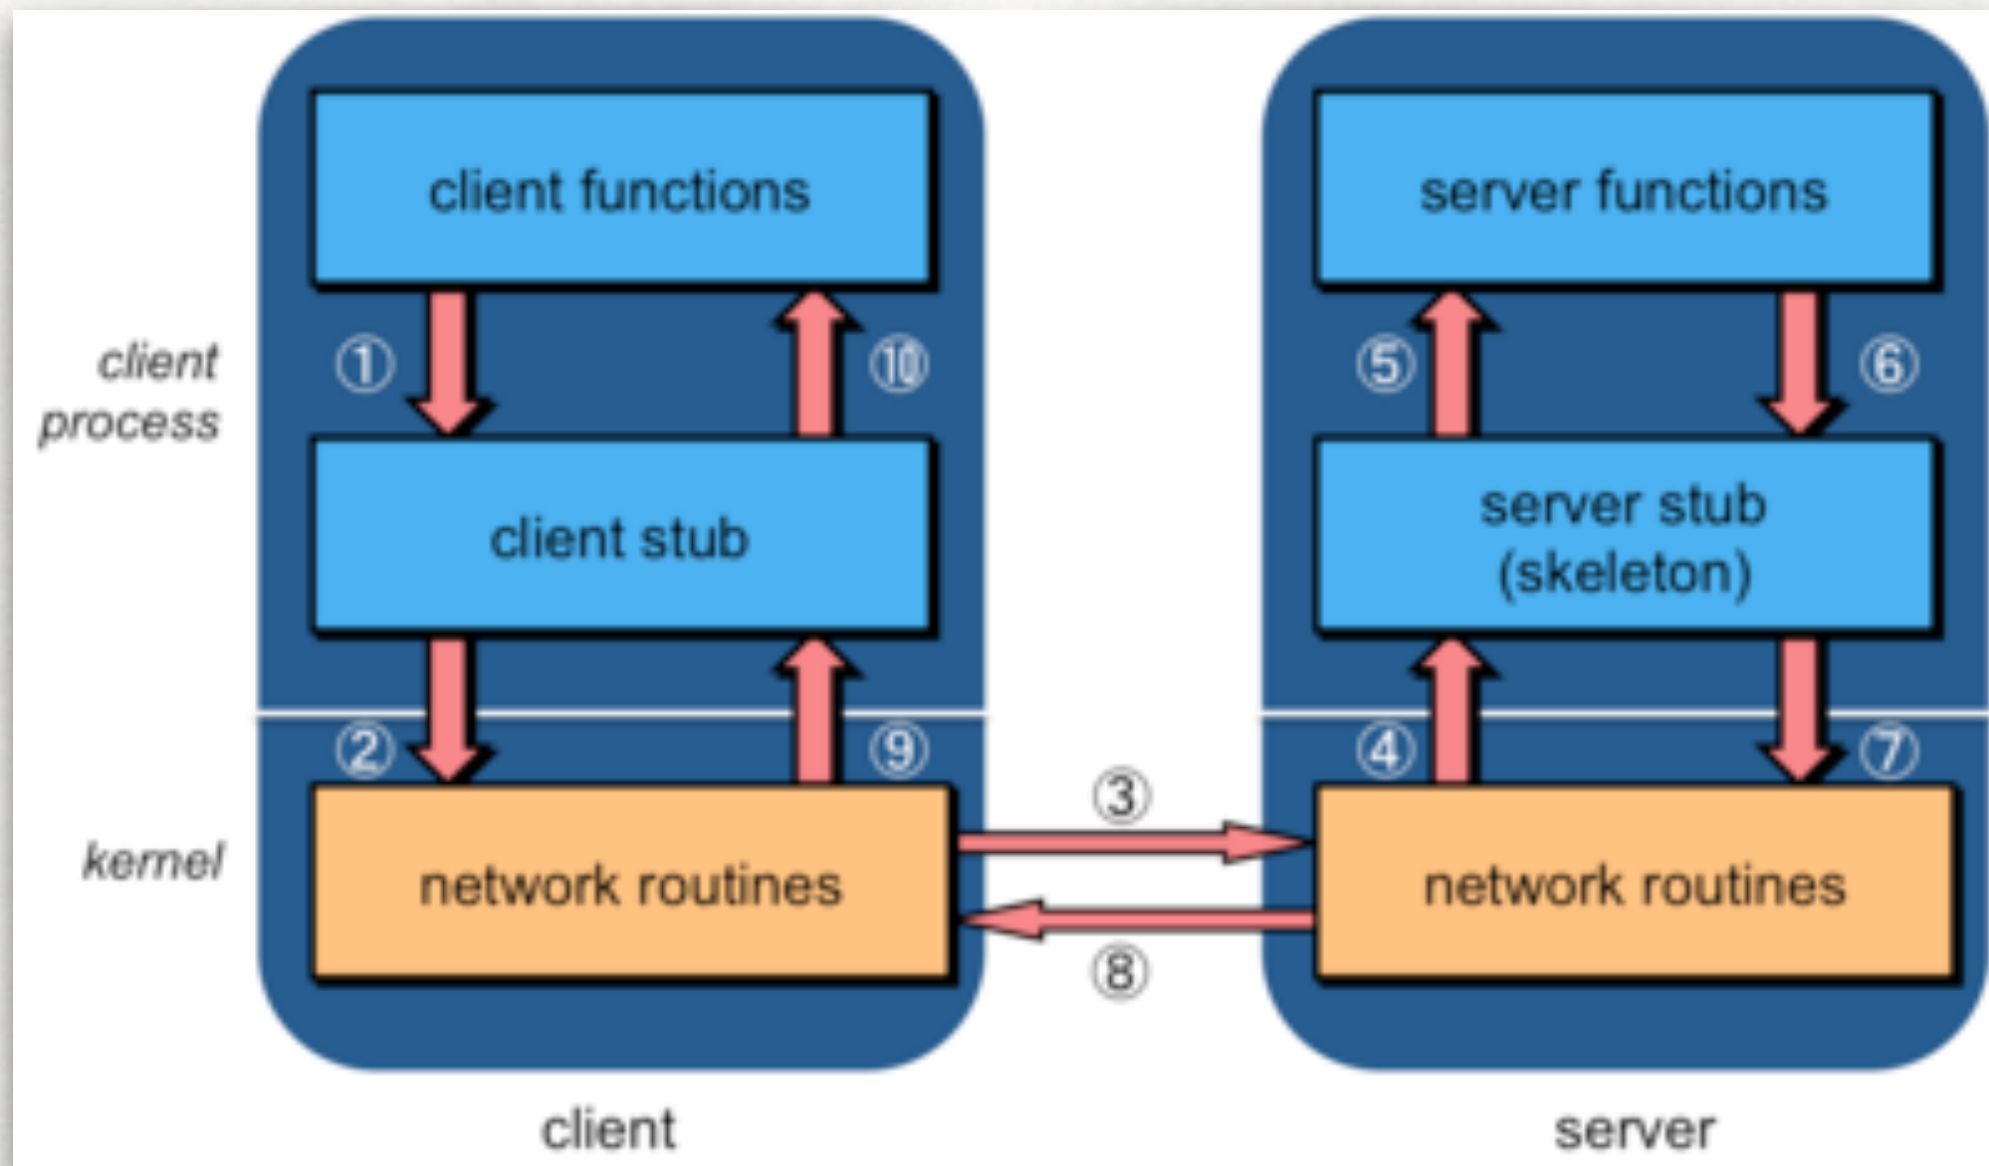 client functions
server functions
client
process
①
⑩
⑤
⑥
client stub
server stub
(skeleton)
②
⑨
④
⑦
③
kernel
network routines
network routines
⑧
client
server